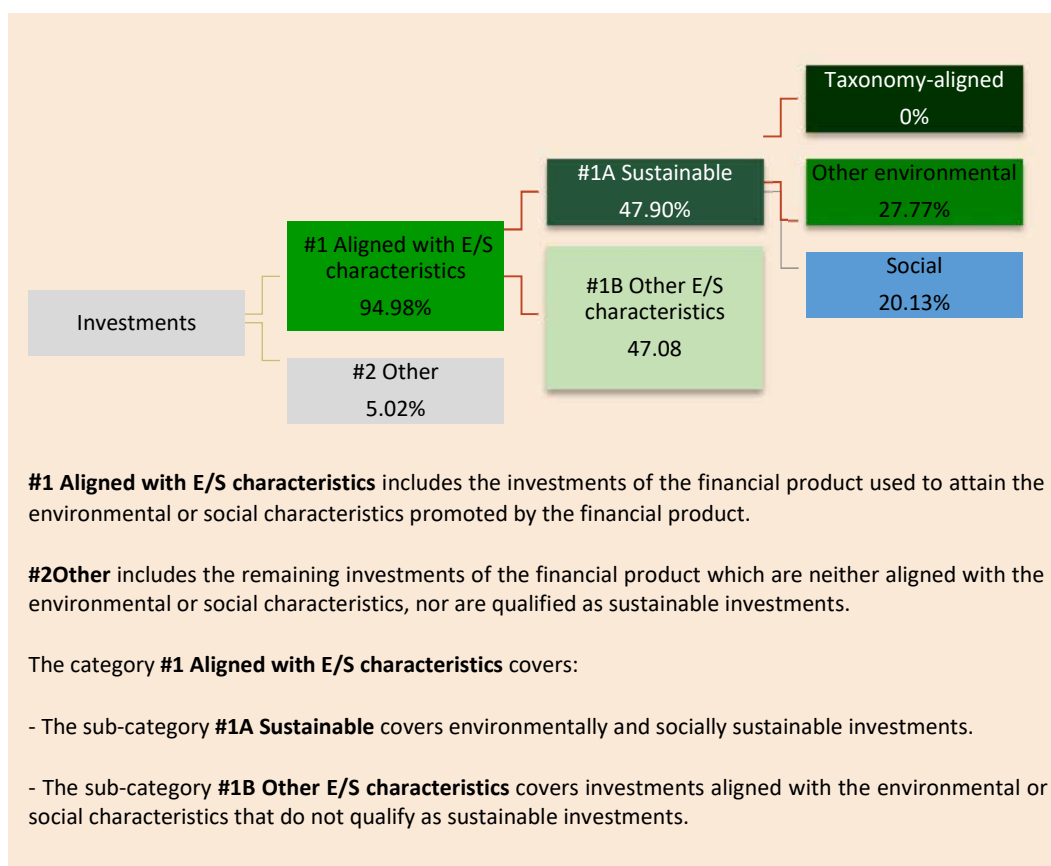 Taxonomy-aligned
0%
#1A Sustainable
47.90%
Other environmental
27.77%
#1 Aligned with E/S
characteristics
94.98%
Social
20.13%
#1B Other E/S
characteristics
47.08
Investments
#2 Other
5.02%
#1 Aligned with E/S characteristics includes the investments of the financial product used to attain the
environmental or social characteristics promoted by the financial product.
#2Other includes the remaining investments of the financial product which are neither aligned with the
environmental or social characteristics, nor are qualified as sustainable investments.
The category #1 Aligned with E/S characteristics covers:
- The sub-category #1A Sustainable covers environmentally and socially sustainable investments.
- The sub-category #1B Other E/S characteristics covers investments aligned with the environmental or
social characteristics that do not qualify as sustainable investments.